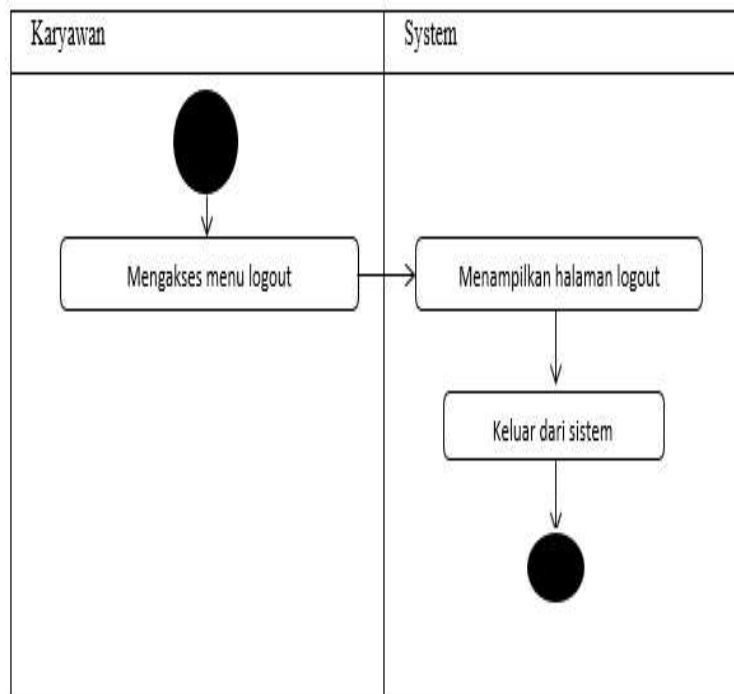 Karyawan
System
Mengakses menu logout
Menampilkan halaman logout
Keluar dari sistem